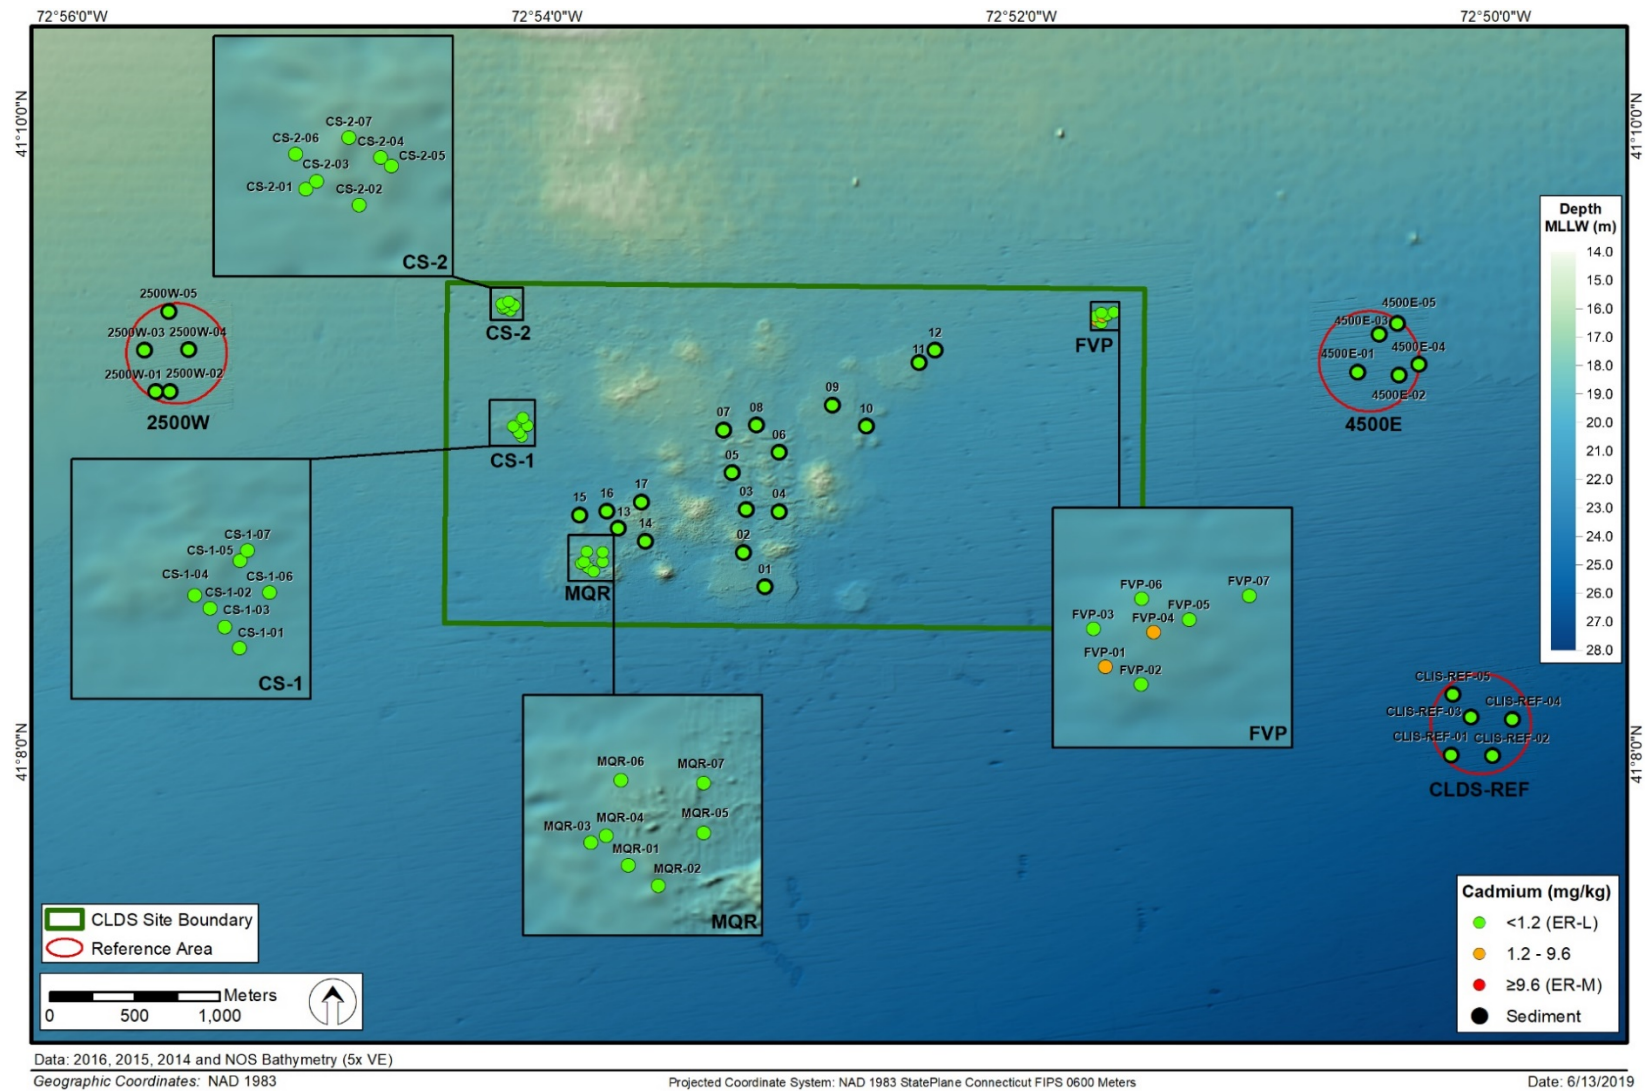 72°56'0"W 72°54'0"W 72°52'0"W 72°50'0"W
41°10'0"N
41°10'0"N
41°8'0"N
41°8'0"N
CS-2-07
CS-2-06
CS-2-04
CS-2-05
CS-2-03
CS-2-01
CS-2-02
CS-2
Depth
MLLW (m)
14.0
15.0
16.0
17.0
18.0
19.0
20.0
21.0
22.0
23.0
24.0
25.0
26.0
27.0
28.0
2500W-05
2500W-03
2500W-04
2500W-01
2500W-02
2500W
CS-2
CS-1
FVP
12
11
09
10
08
07
06
05
03
04
02
01
17
16
15
13
14
MQR
4500E-05
4500E-03
4500E-04
4500E-01
4500E-02
4500E
CS-1-07
CS-1-05
CS-1-04
CS-1-06
CS-1-02
CS-1-03
CS-1-01
CS-1
FVP-06
FVP-07
FVP-05
FVP-03
FVP-04
FVP-01
FVP-02
FVP
CLIS-REF-05
CLIS-REF-04
CLIS-REF-03
CLIS-REF-01
CLIS-REF-02
CLDS-REF
MQR-06
MQR-07
MQR-05
MQR-04
MQR-03
MQR-01
MQR-02
MQR
CLDS Site Boundary
Reference Area
Meters
0 500 1,000
Cadmium (mg/kg)
<1.2 (ER-L)
1.2 - 9.6
≥9.6 (ER-M)
Sediment
Data: 2016, 2015, 2014 and NOS Bathymetry (5x VE)
Geographic Coordinates: NAD 1983
Projected Coordinate System: NAD 1983 StatePlane Connecticut FIPS 0600 Meters
Date: 6/13/2019